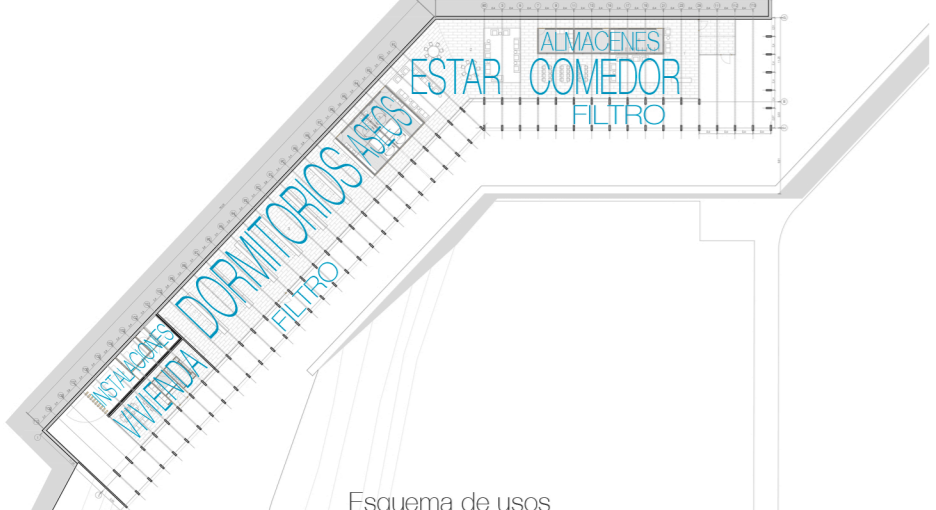 ALMACENES
ESTAR COMEDOR
FILTRO
ASEOS
DORMITORIOS
FILTRO
INSTALACIONES
VIVIENDA
Esquema de usos